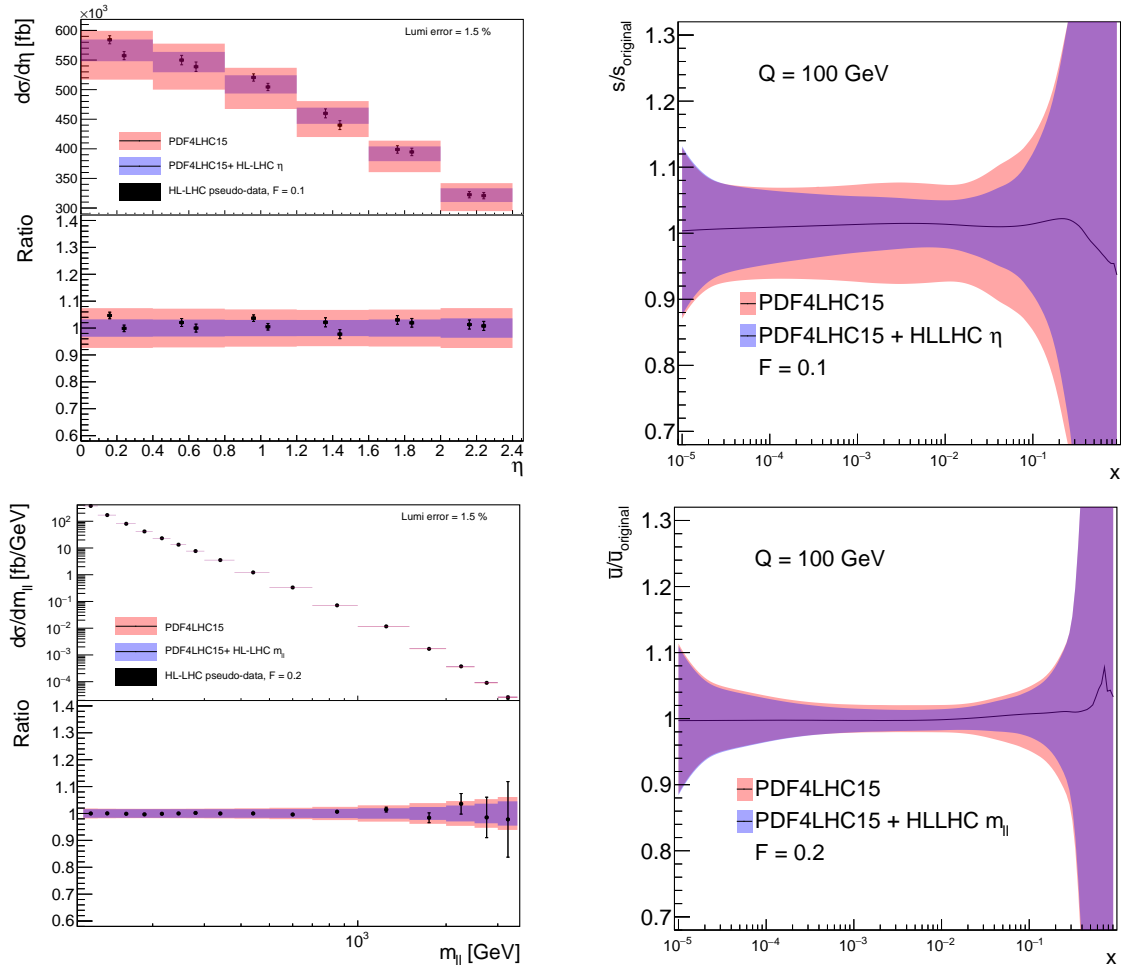 ×10³
dσ/dη [fb]
600
550
500
450
400
350
300
Lumi error = 1.5 %
PDF4LHC15
PDF4LHC15+ HL-LHC η
HL-LHC pseudo-data, F = 0.1
Ratio
1.4
1.3
1.2
1.1
1
0.9
0.8
0.7
0.6
0 0.2 0.4 0.6 0.8 1 1.2 1.4 1.6 1.8 2 2.2 2.4
η
s/s_original
1.3
1.2
1.1
1
0.9
0.8
0.7
Q = 100 GeV
PDF4LHC15
PDF4LHC15 + HLLHC η
F = 0.1
10⁻⁵ 10⁻⁴ 10⁻³ 10⁻² 10⁻¹
x
dσ/dm_ll [fb/GeV]
10²
10
1
10⁻¹
10⁻²
10⁻³
10⁻⁴
Lumi error = 1.5 %
PDF4LHC15
PDF4LHC15+ HL-LHC m_ll
HL-LHC pseudo-data, F = 0.2
Ratio
1.4
1.3
1.2
1.1
1
0.9
0.8
0.7
0.6
10³
m_ll [GeV]
u̅/u̅_original
1.3
1.2
1.1
1
0.9
0.8
0.7
Q = 100 GeV
PDF4LHC15
PDF4LHC15 + HLLHC m_ll
F = 0.2
10⁻⁵ 10⁻⁴ 10⁻³ 10⁻² 10⁻¹
x